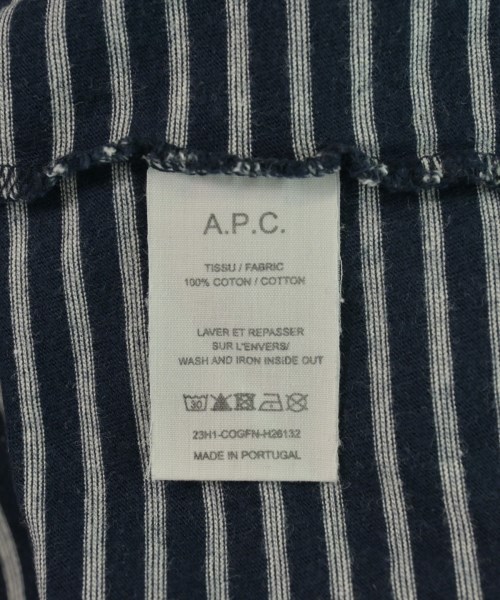 A.P.C.
TISSU / FABRIC
100% COTON / COTTON
LAVER ET REPASSER
SUR L'ENVERS/
WASH AND IRON INSIDE OUT
30
23H1-COGFN-H26132
MADE IN PORTUGAL